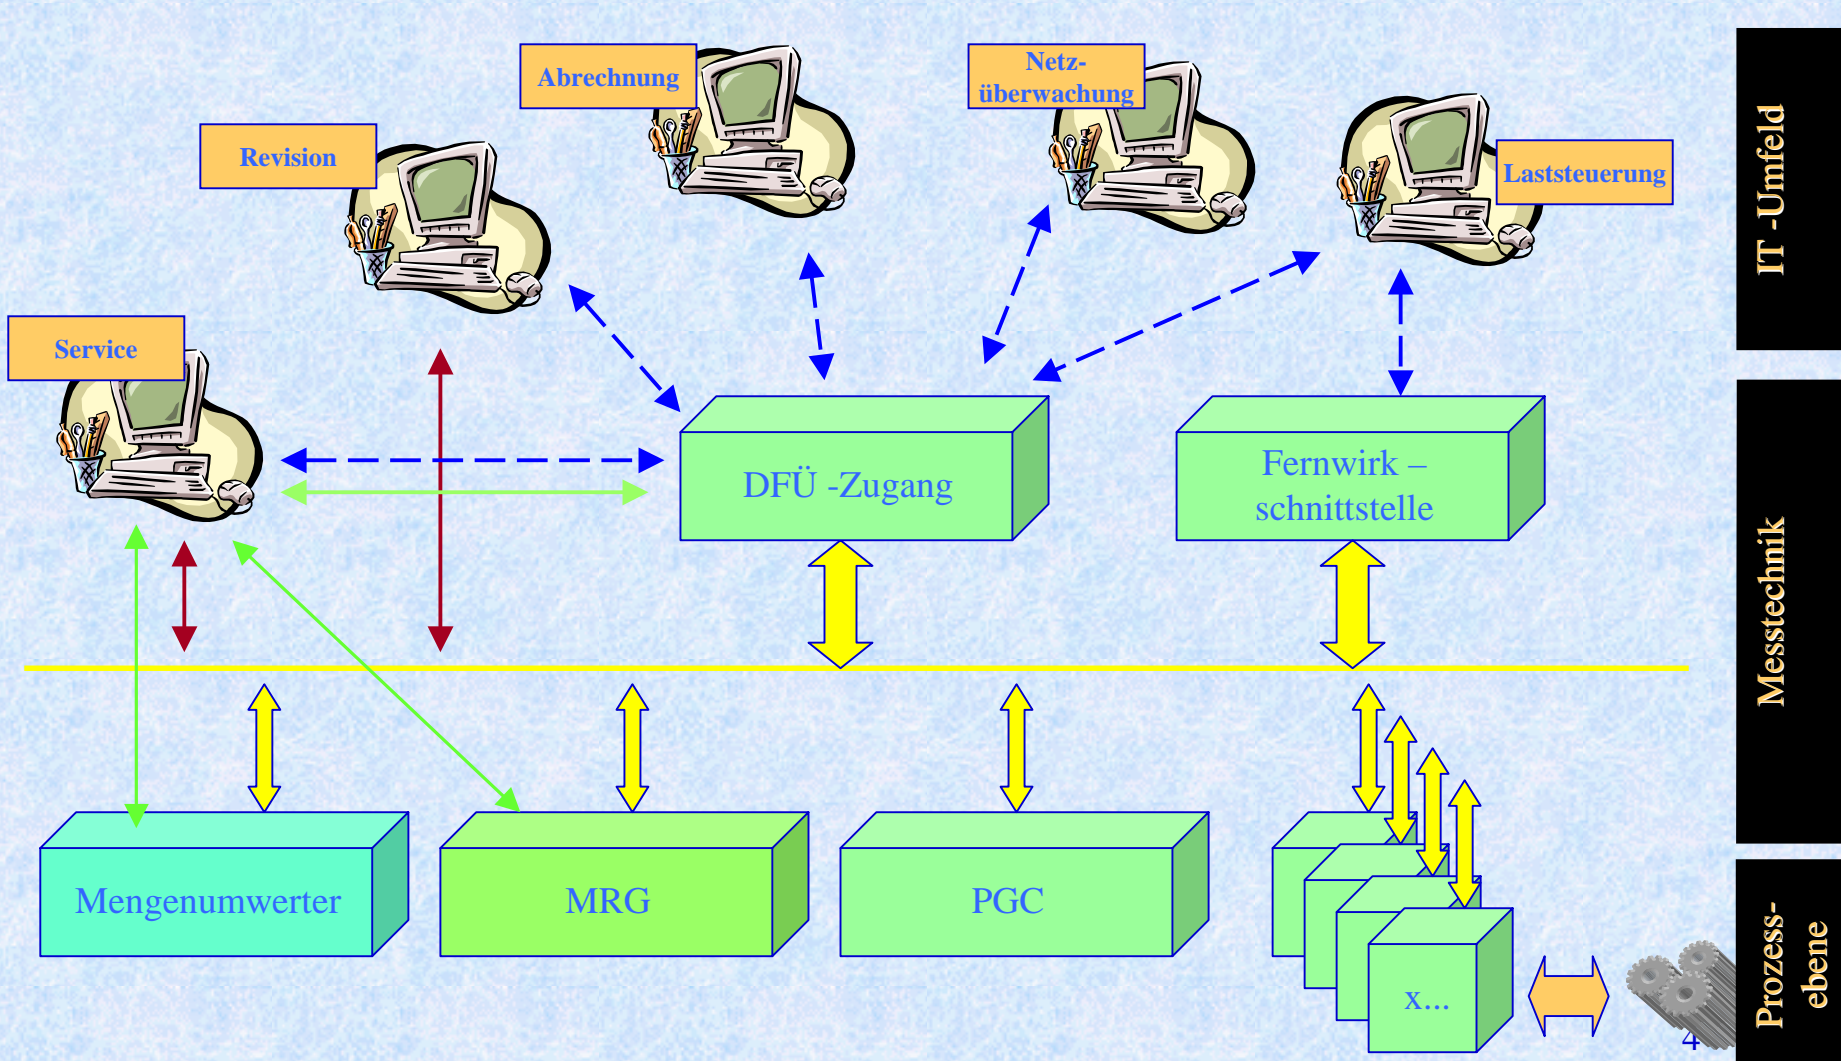 Abrechnung
Netz-
überwachung
Revision
Laststeuerung
Service
DFÜ -Zugang
Fernwirk –
schnittstelle
Mengenumwerter
MRG
PGC
x...
4
IT -Umfeld
Messtechnik
Prozess-
ebene